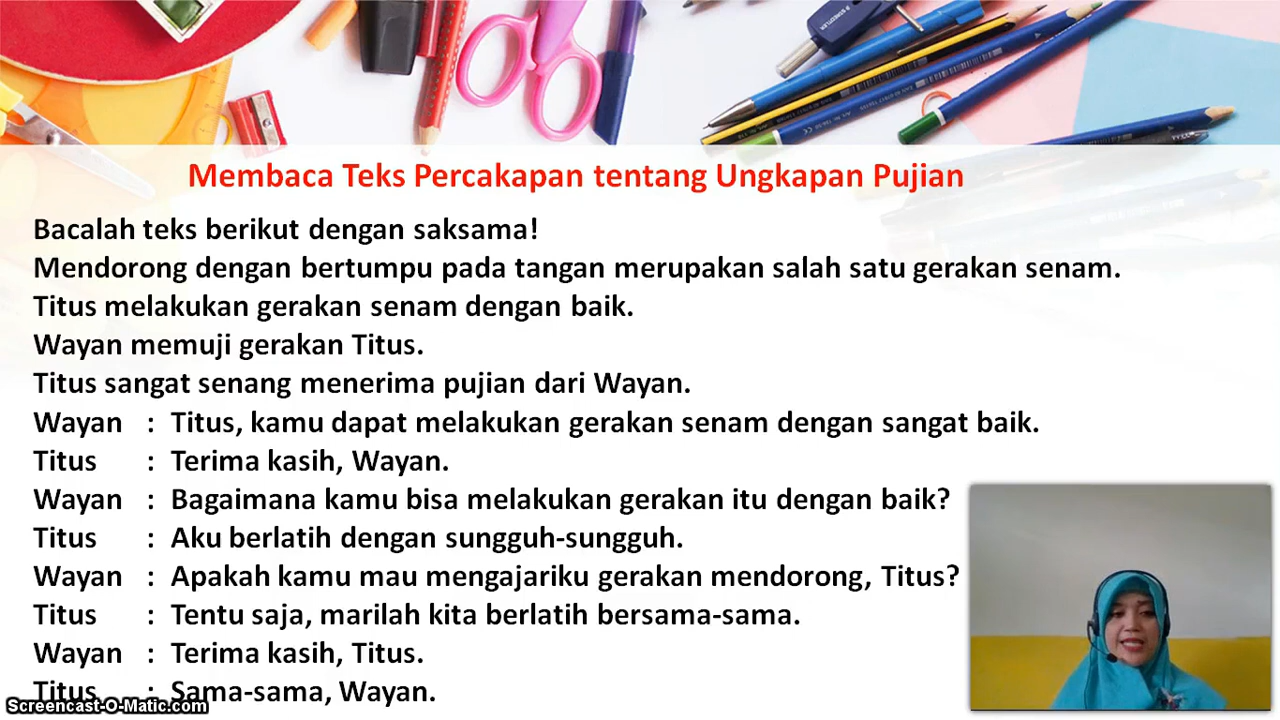 Membaca Teks Percakapan tentang Ungkapan Pujian
Bacalah teks berikut dengan saksama!
Mendorong dengan bertumpu pada tangan merupakan salah satu gerakan senam.
Titus melakukan gerakan senam dengan baik.
Wayan memuji gerakan Titus.
Titus sangat senang menerima pujian dari Wayan.
Wayan : Titus, kamu dapat melakukan gerakan senam dengan sangat baik.
Titus : Terima kasih, Wayan.
Wayan : Bagaimana kamu bisa melakukan gerakan itu dengan baik?
Titus : Aku berlatih dengan sungguh-sungguh.
Wayan : Apakah kamu mau mengajariku gerakan mendorong, Titus?
Titus : Tentu saja, marilah kita berlatih bersama-sama.
Wayan : Terima kasih, Titus.
Titus : Sama-sama, Wayan.
Screencast-O-Matic.com